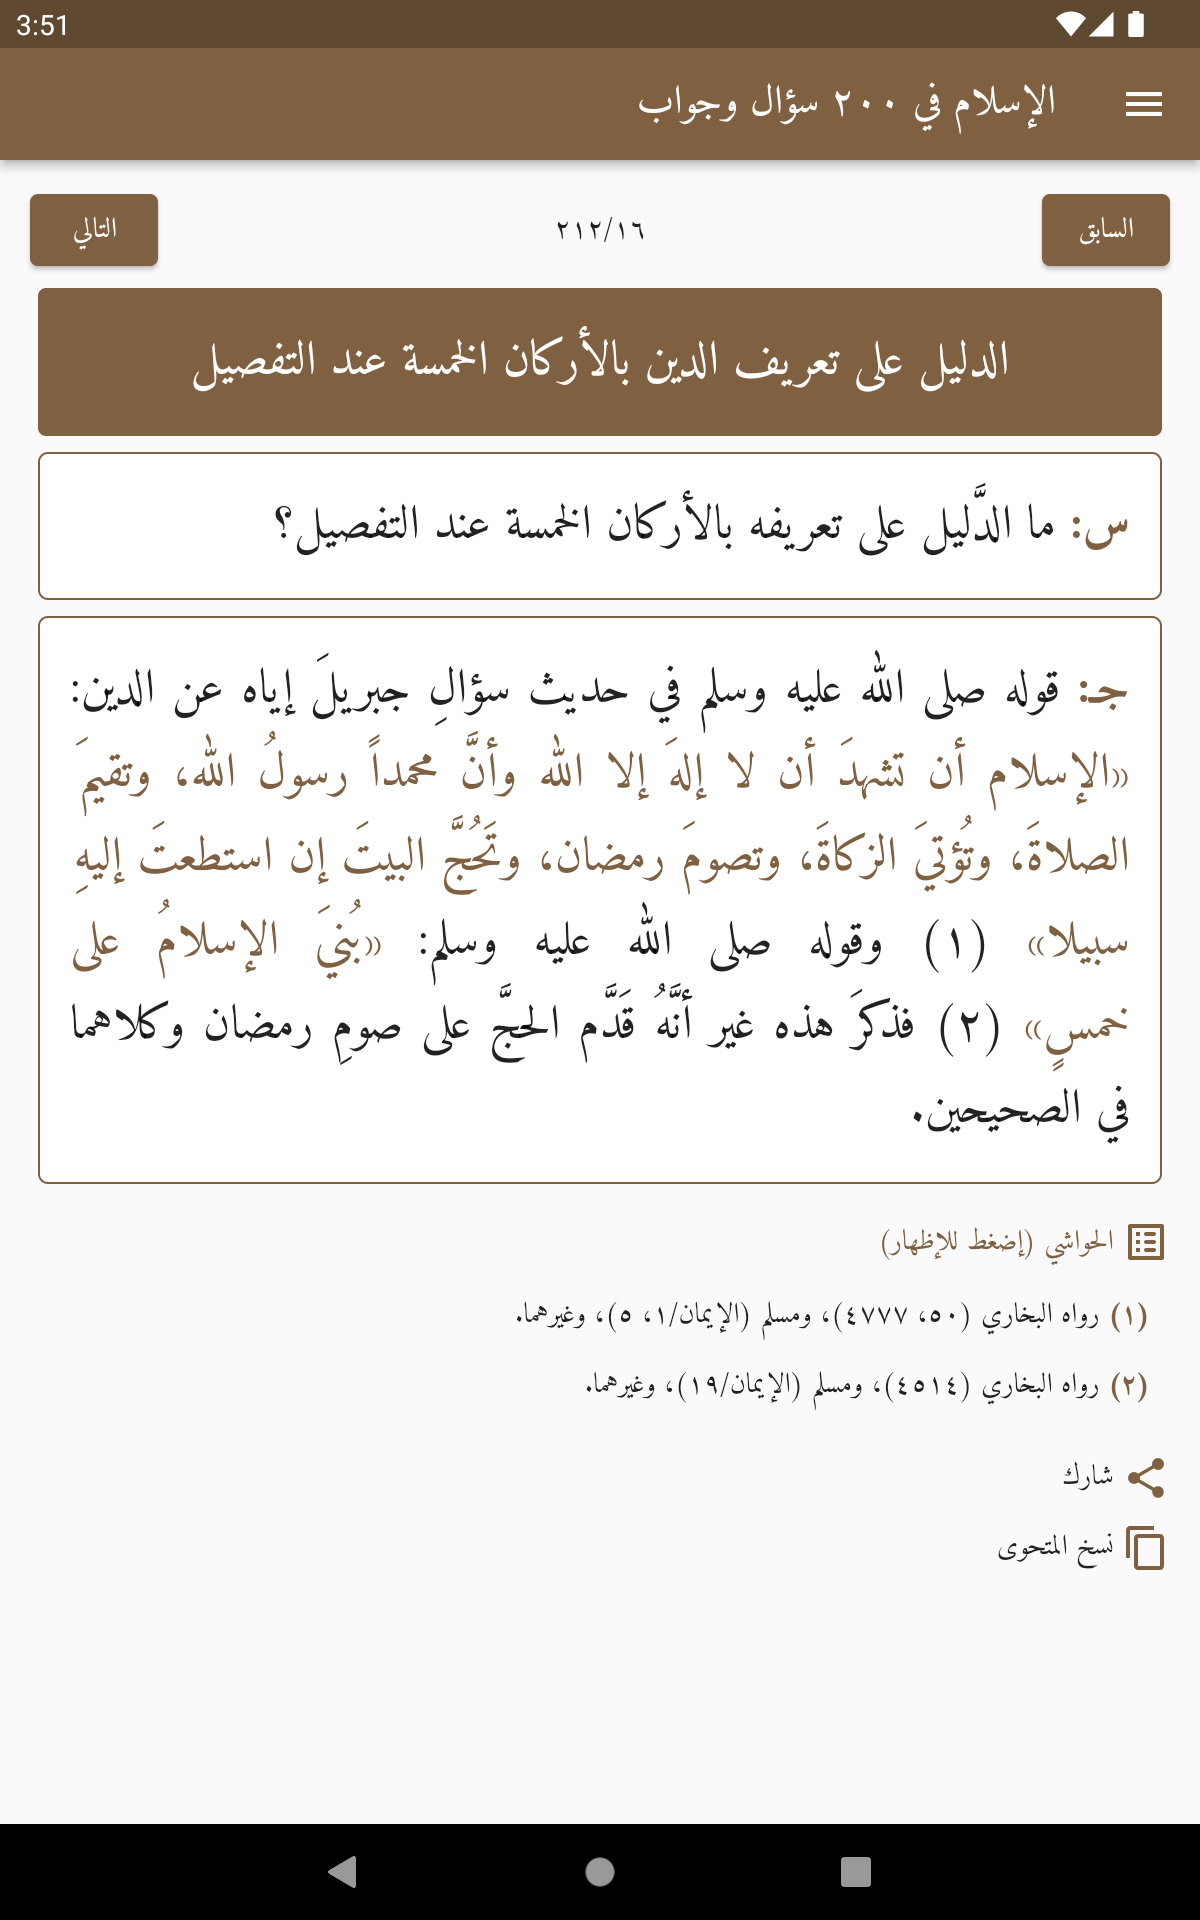 3:51
الإسلام في ٢٠٠ سؤال وجواب
السابق
٢١٢/١٦
التالي
الدليل على تعريف الدين بالأركان الخمسة عند التفصيل
س: ما الدَّليل على تعريفه بالأركان الخمسة عند التفصيل؟
جـ: قوله صلى الله عليه وسلم في حديث سؤالِ جبريلَ إياه عن الدين:
«الإسلام أن تشهدَ أن لا إلهَ إلا الله وأنَّ محمداً رسولُ الله، وتقيمَ
الصلاةَ، وتُؤتيَ الزكاةَ، وتصومَ رمضان، وتَحُجَّ البيتَ إن استطعتَ إليهِ
سبيلا» (١) وقوله صلى الله عليه وسلم: «بُنيَ الإسلامُ على
خمسٍ» (٢) فذكرَ هذه غير أنَّهُ قَدَّم الحجَّ على صومِ رمضان وكلاهما
في الصحيحين.
الحواشي (إضغط للإظهار)
(١) رواه البخاري (٥٠، ٤٧٧٧)، ومسلم (الإيمان/١، ٥)، وغيرهما.
(٢) رواه البخاري (٤٥١٤)، ومسلم (الإيمان/١٩)، وغيرهما.
شارك
نسخ المتحوى